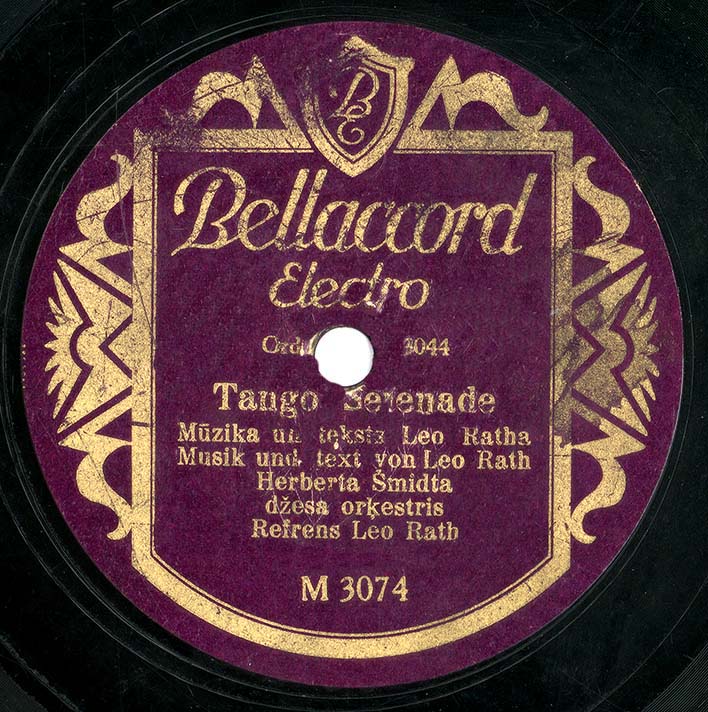 BE
Bellaccord
Electro
3044
Tango Serenade
Mūzika un teksts Leo Ratha
Musik und text von Leo Rath
Herberta Šmidta
džesa orķestris
Refrens Leo Rath
M 3074